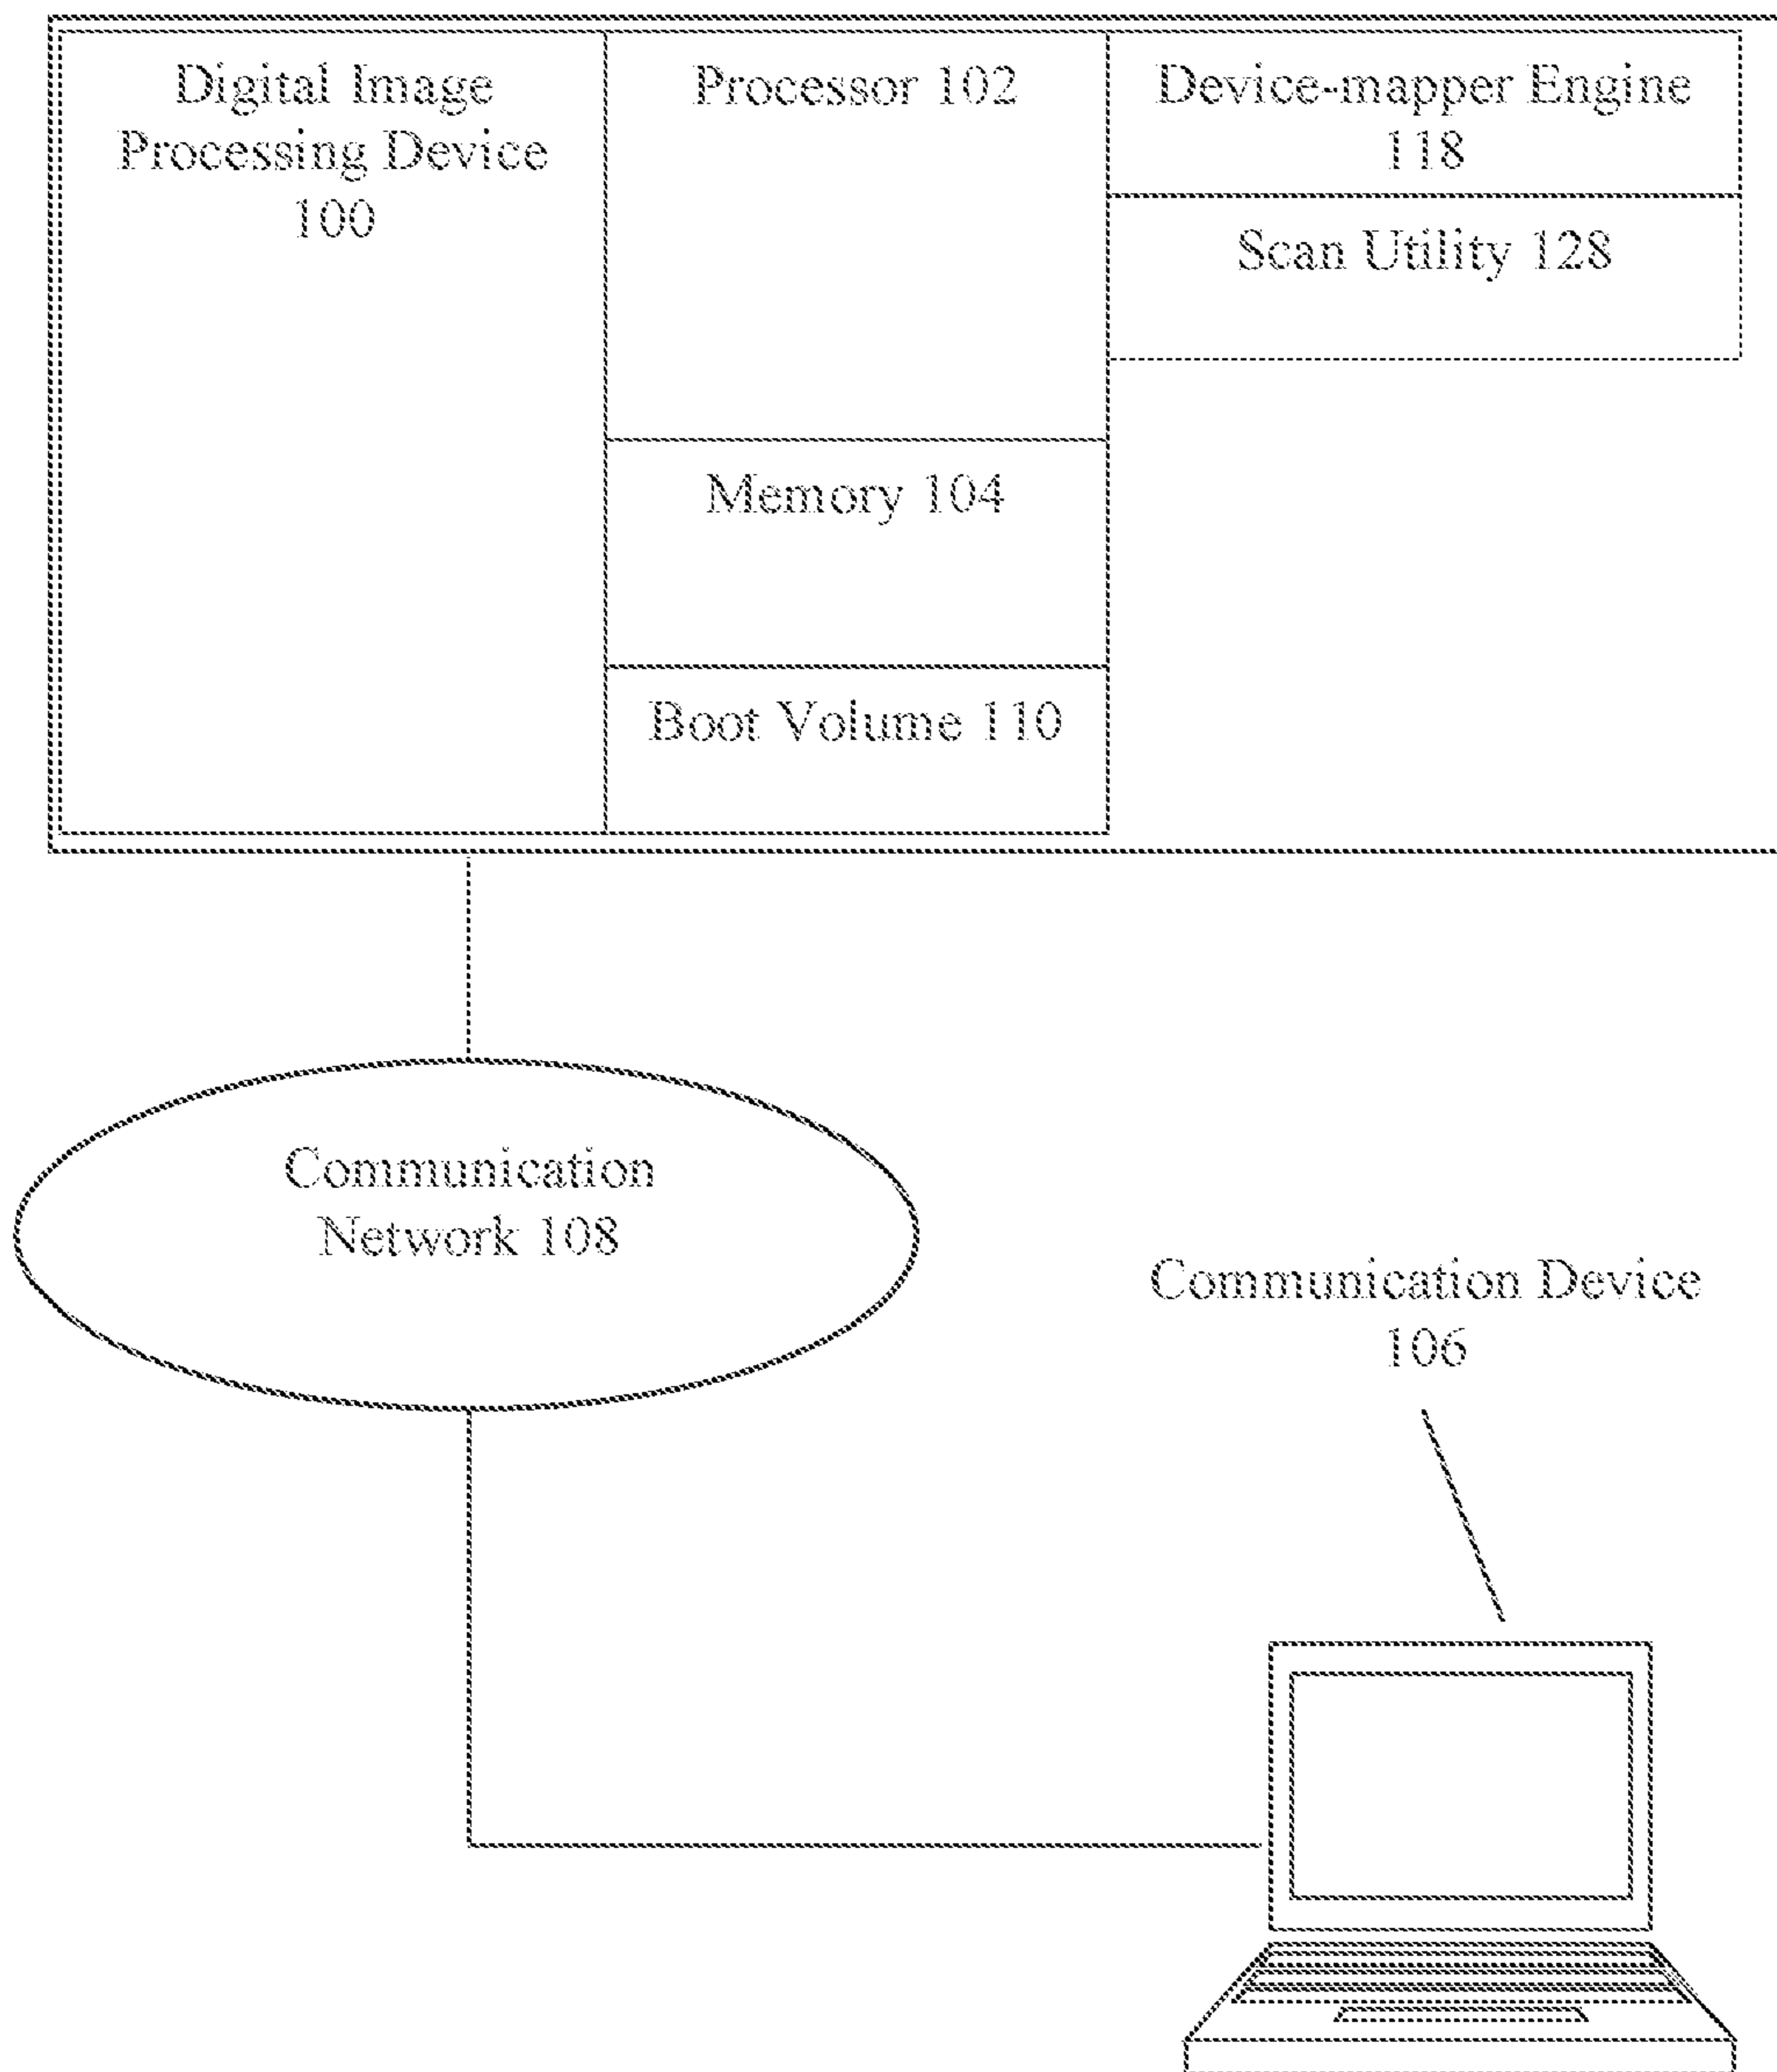 Digital Image
Processing Device
100
Processor 102
Memory 104
Boot Volume 110
Device-mapper Engine
118
Scan Utility 128
Communication
Network 108
Communication Device
106